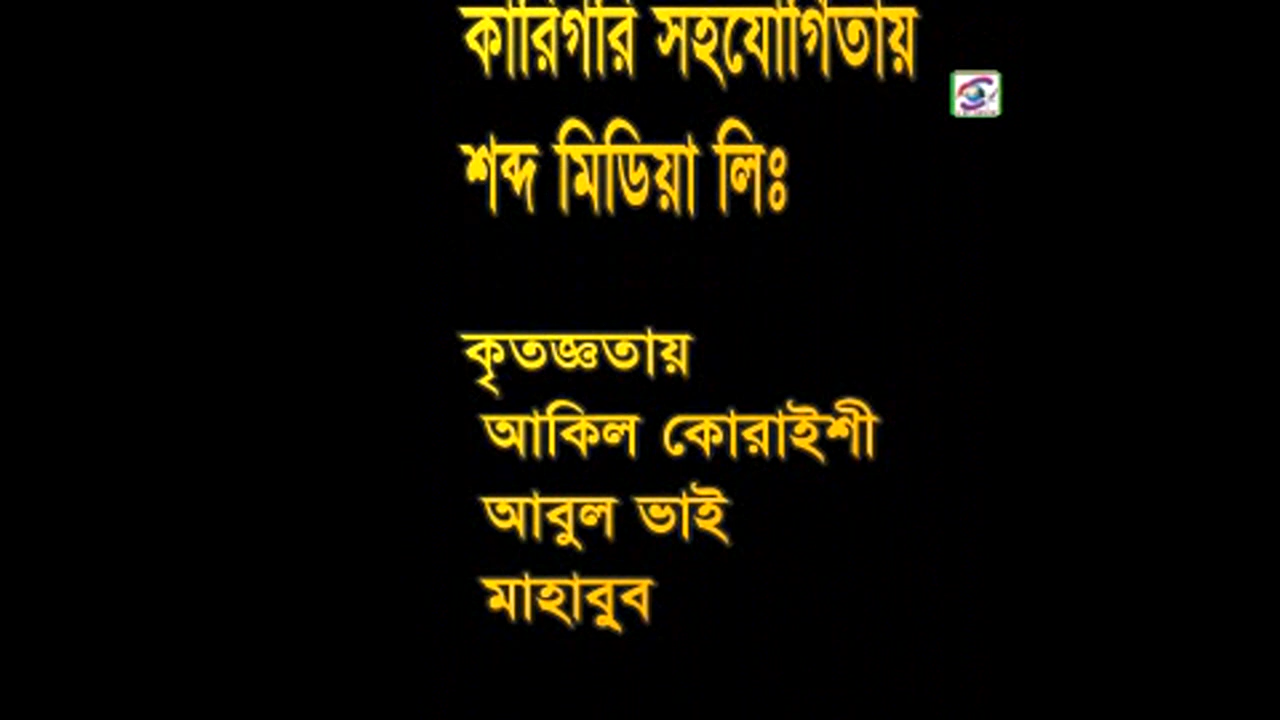 কারিগরি সহযোগিতায়
শব্দ মিডিয়া লিঃ
কৃতজ্ঞতায়
আকিল কোরাইশী
আবুল ভাই
মাহাবুব